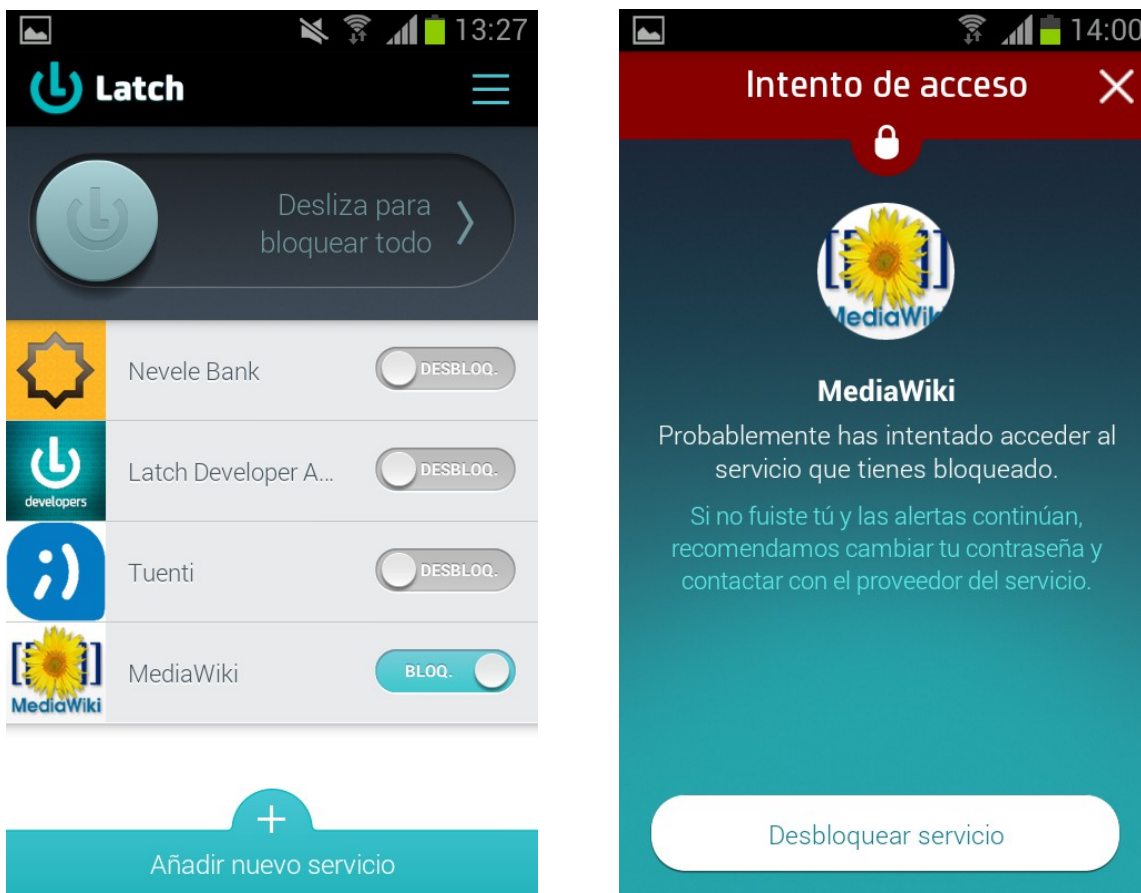 13:27
Latch
Desliza para
bloquear todo
Nevele Bank
DESBLOQ.
developers
Latch Developer A...
DESBLOQ.
Tuenti
DESBLOQ.
MediaWiki
MediaWiki
BLOQ.
+
Añadir nuevo servicio
14:00
Intento de acceso
[[ ]]
MediaWik
MediaWiki
Probablemente has intentado acceder al
servicio que tienes bloqueado.
Si no fuiste tú y las alertas continúan,
recomendamos cambiar tu contraseña y
contactar con el proveedor del servicio.
Desbloquear servicio